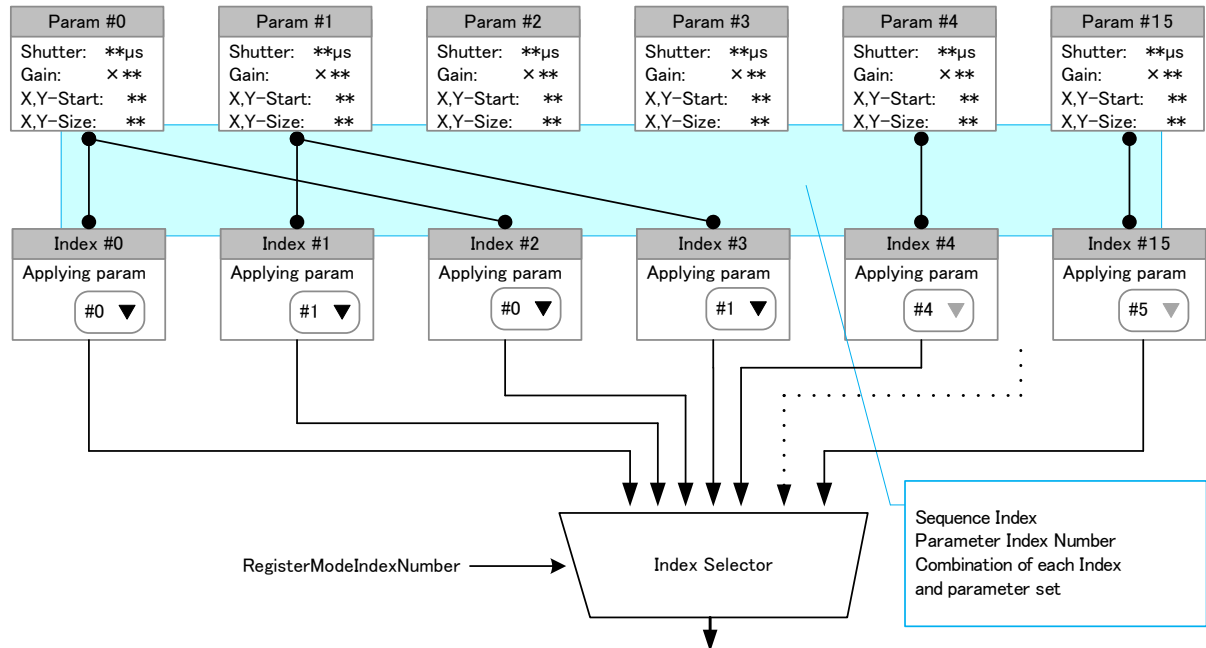 Param #0
Shutter: **μs
Gain: ×**
X,Y-Start: **
X,Y-Size: **
Param #1
Shutter: **μs
Gain: ×**
X,Y-Start: **
X,Y-Size: **
Param #2
Shutter: **μs
Gain: ×**
X,Y-Start: **
X,Y-Size: **
Param #3
Shutter: **μs
Gain: ×**
X,Y-Start: **
X,Y-Size: **
Param #4
Shutter: **μs
Gain: ×**
X,Y-Start: **
X,Y-Size: **
Param #15
Shutter: **μs
Gain: ×**
X,Y-Start: **
X,Y-Size: **
Index #0
Applying param
#0
Index #1
Applying param
#1
Index #2
Applying param
#0
Index #3
Applying param
#1
Index #4
Applying param
#4
Index #15
Applying param
#5
Sequence Index
Parameter Index Number
Combination of each Index
and parameter set
RegisterModeIndexNumber
Index Selector